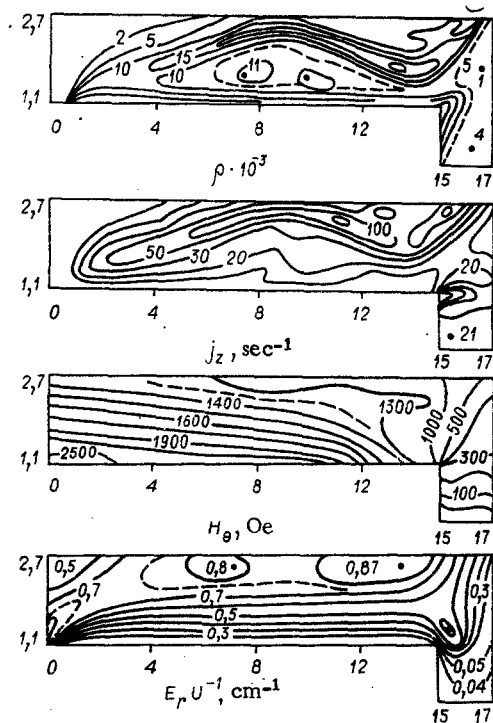 2,7 2 5 15 11 5 1
10 10 4
1,1
0 4 8 12 15 17
ρ · 10⁻³
2,7 100
50 30 20 20
1,1 21
0 4 8 12 15 17
j_z, sec⁻¹
2,7 1400 1300 1000 500
1600
1900
1,1 2500 300
100
0 4 8 12 15 17
H_θ, Oe
2,7 0,5 0,8 0,87
0,7 0,7 0,3
0,5
1,1 0,3 0,05
0,04
0 4 8 12 15 17
E_r U⁻¹, cm⁻¹